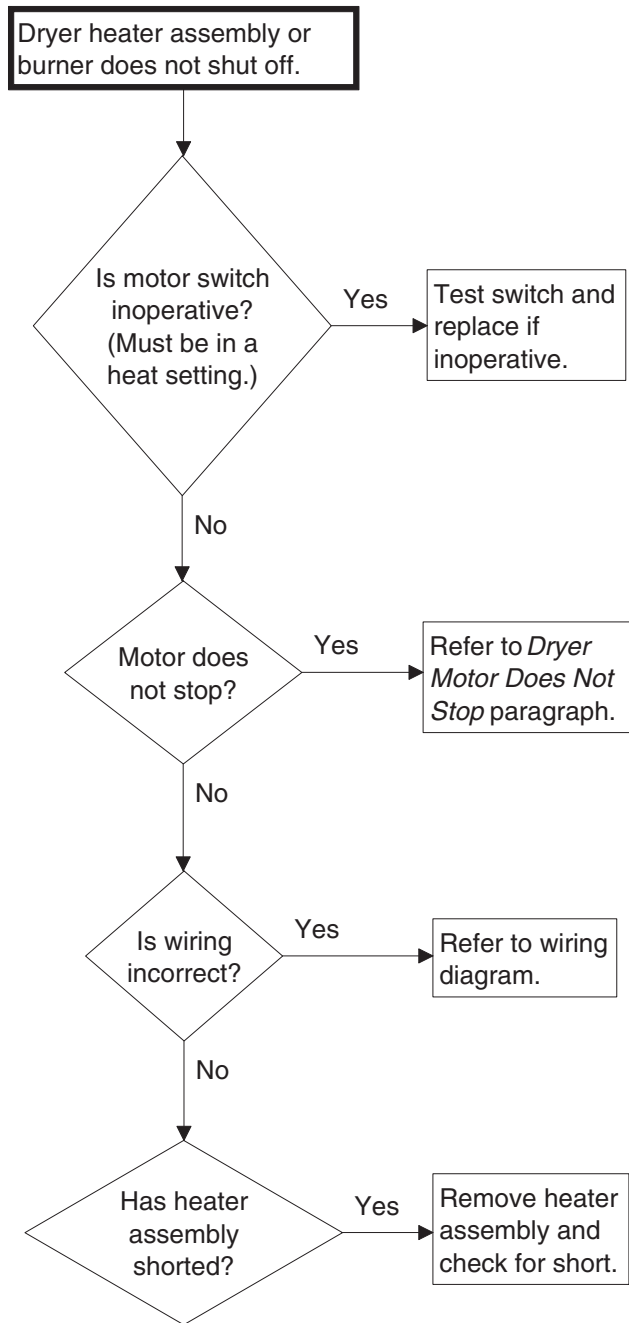 Dryer heater assembly or
burner does not shut off.
Is motor switch
inoperative?
(Must be in a
heat setting.)
Yes
Test switch and
replace if
inoperative.
No
Motor does
not stop?
Yes
Refer to Dryer
Motor Does Not
Stop paragraph.
No
Is wiring
incorrect?
Yes
Refer to wiring
diagram.
No
Has heater
assembly
shorted?
Yes
Remove heater
assembly and
check for short.